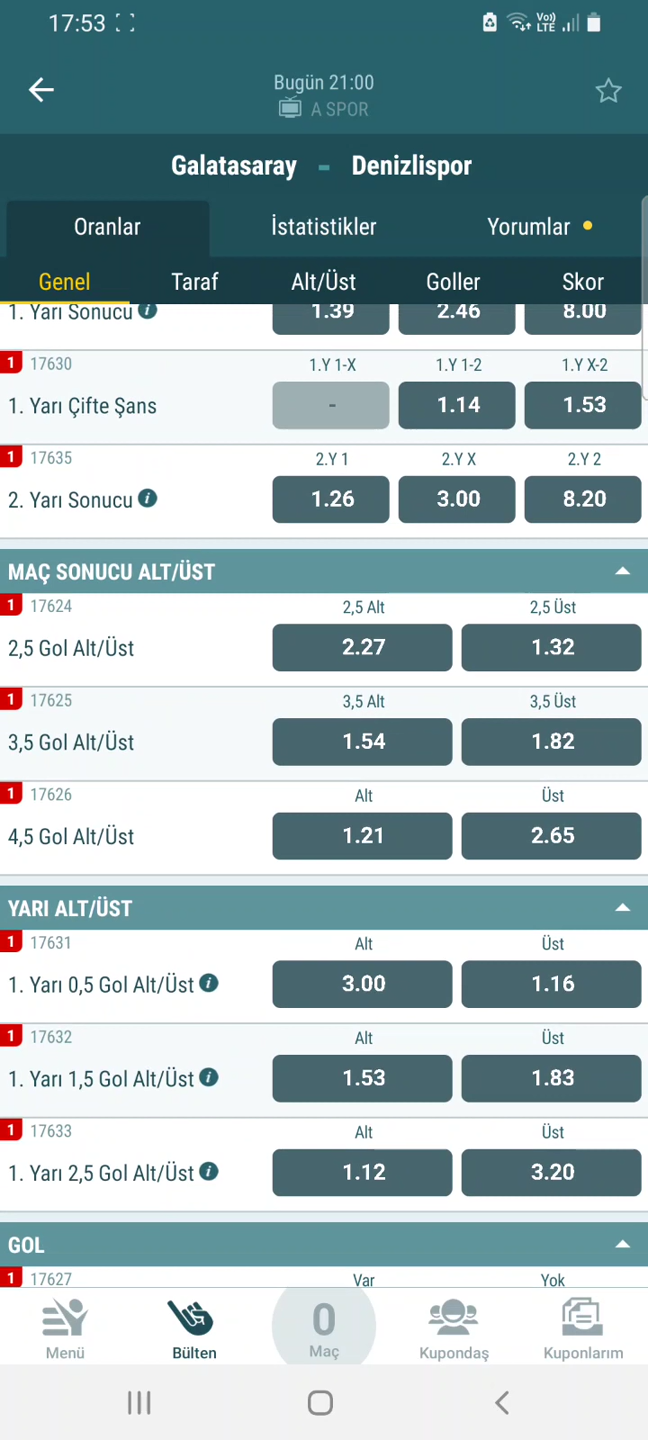 17:53
Vo)) LTE
Bugün 21:00
A SPOR
Galatasaray - Denizlispor
Oranlar İstatistikler Yorumlar
Genel Taraf Alt/Üst Goller Skor
1. Yarı Sonucu i 1.39 2.46 8.00
1 17630 1.Y 1-X 1.Y 1-2 1.Y X-2
1. Yarı Çifte Şans - 1.14 1.53
1 17635 2.Y 1 2.Y X 2.Y 2
2. Yarı Sonucu i 1.26 3.00 8.20
MAÇ SONUCU ALT/ÜST
1 17624 2,5 Alt 2,5 Üst
2,5 Gol Alt/Üst 2.27 1.32
1 17625 3,5 Alt 3,5 Üst
3,5 Gol Alt/Üst 1.54 1.82
1 17626 Alt Üst
4,5 Gol Alt/Üst 1.21 2.65
YARI ALT/ÜST
1 17631 Alt Üst
1. Yarı 0,5 Gol Alt/Üst i 3.00 1.16
1 17632 Alt Üst
1. Yarı 1,5 Gol Alt/Üst i 1.53 1.83
1 17633 Alt Üst
1. Yarı 2,5 Gol Alt/Üst i 1.12 3.20
GOL
1 17627 Var Yok
0
Menü Bülten Maç Kupondaş Kuponlarım